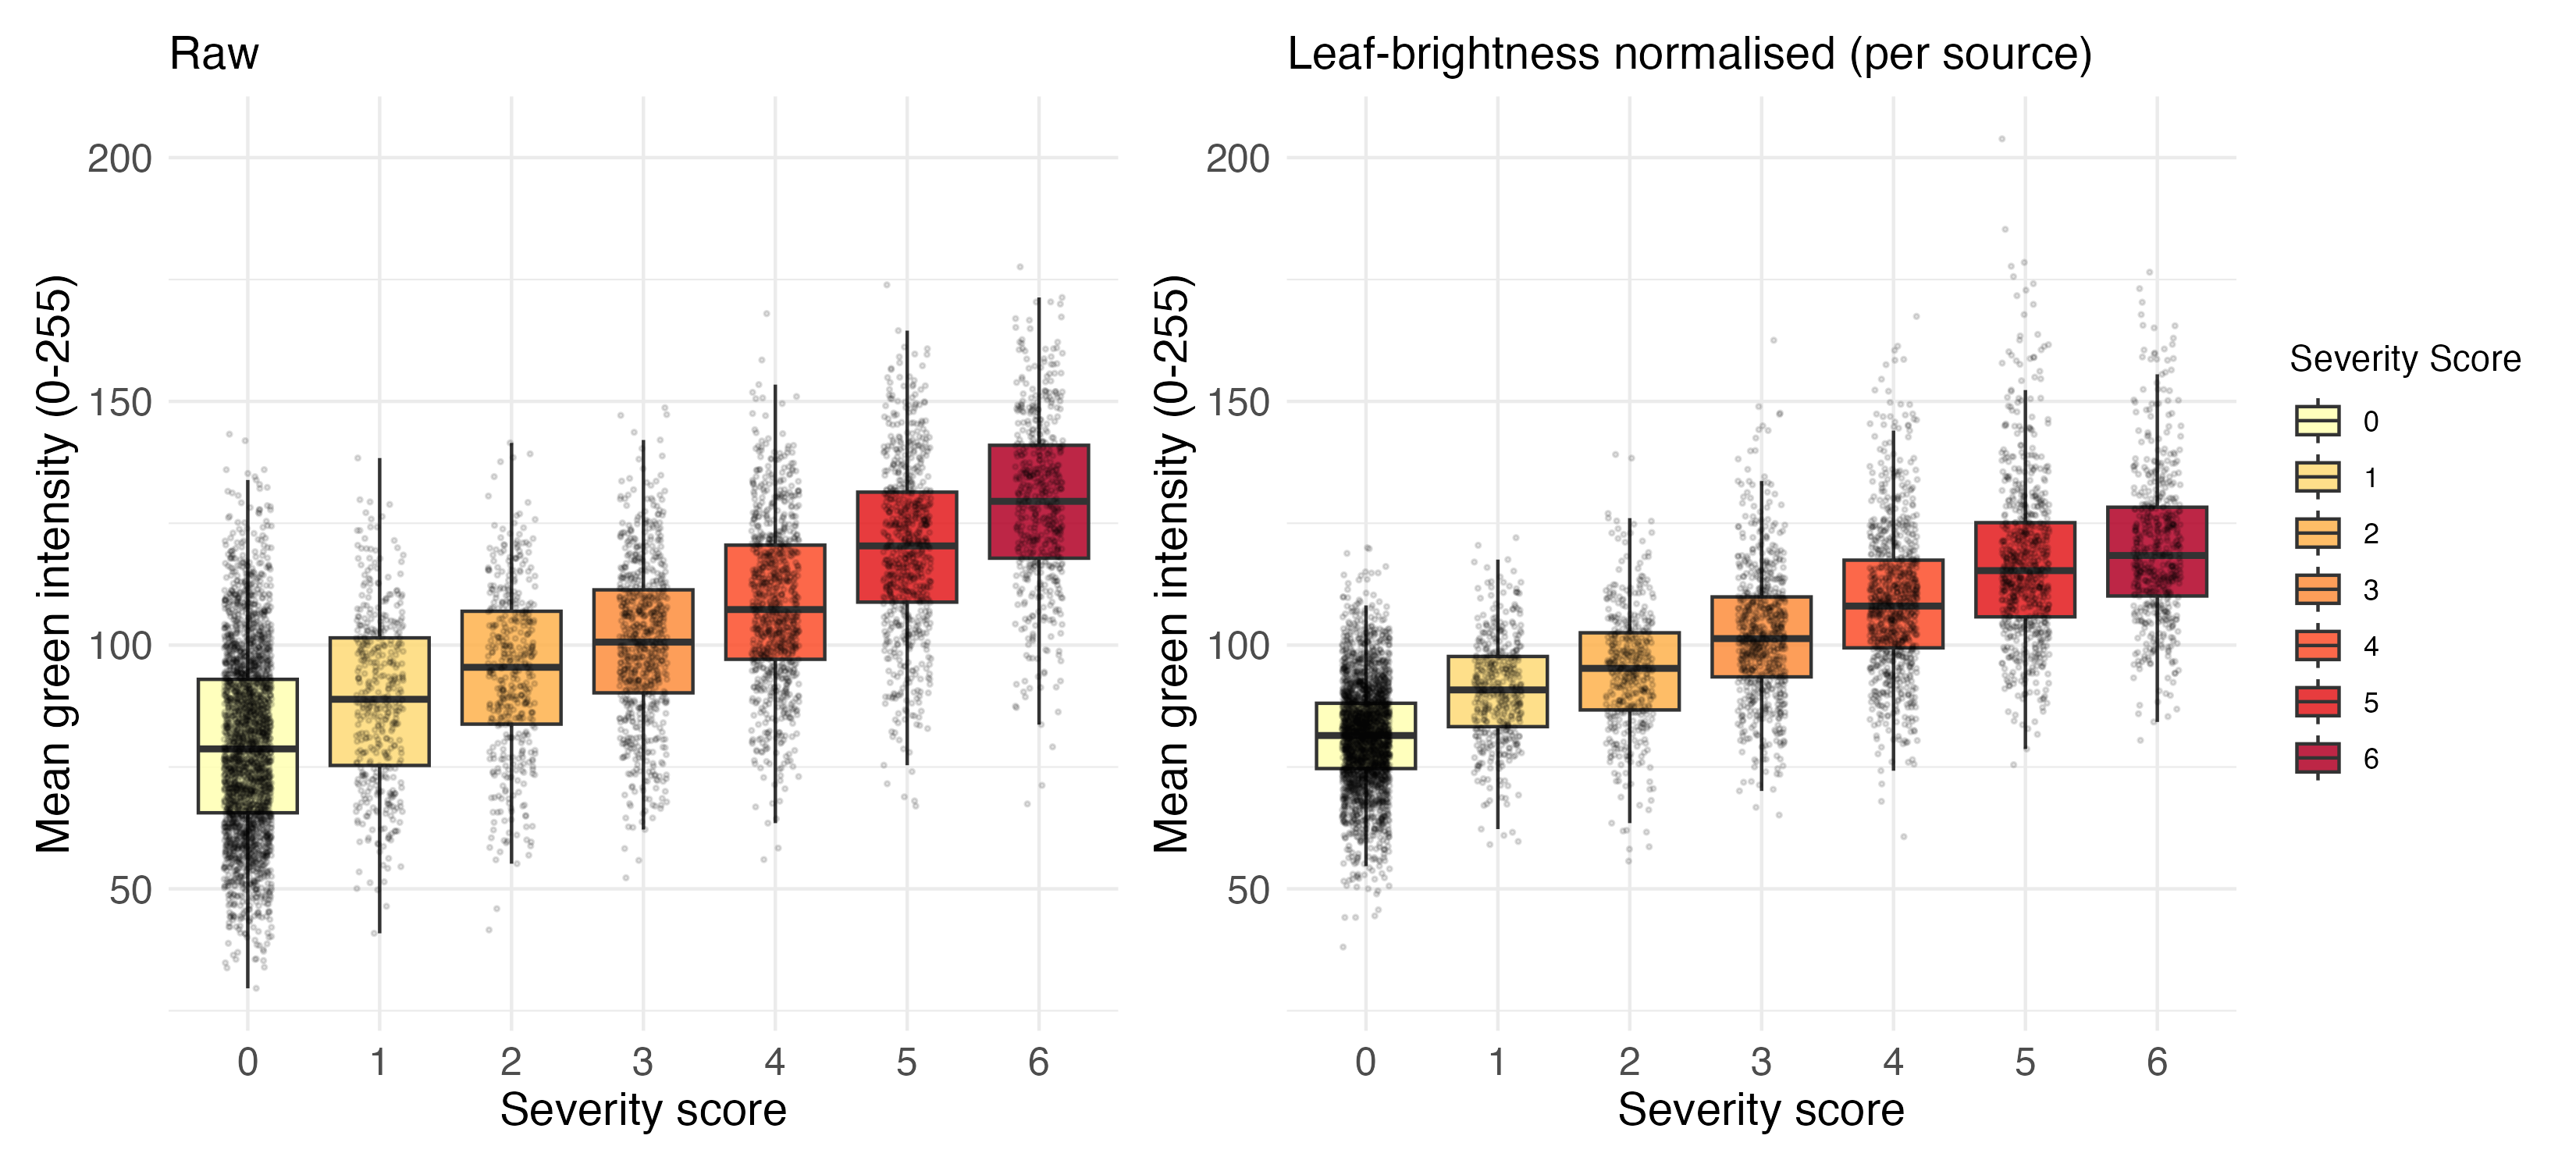 Raw
Leaf-brightness normalised (per source)
Mean green intensity (0-255)
200
150
100
50
0 1 2 3 4 5 6
Severity score
Mean green intensity (0-255)
200
150
100
50
0 1 2 3 4 5 6
Severity score
Severity Score
0
1
2
3
4
5
6